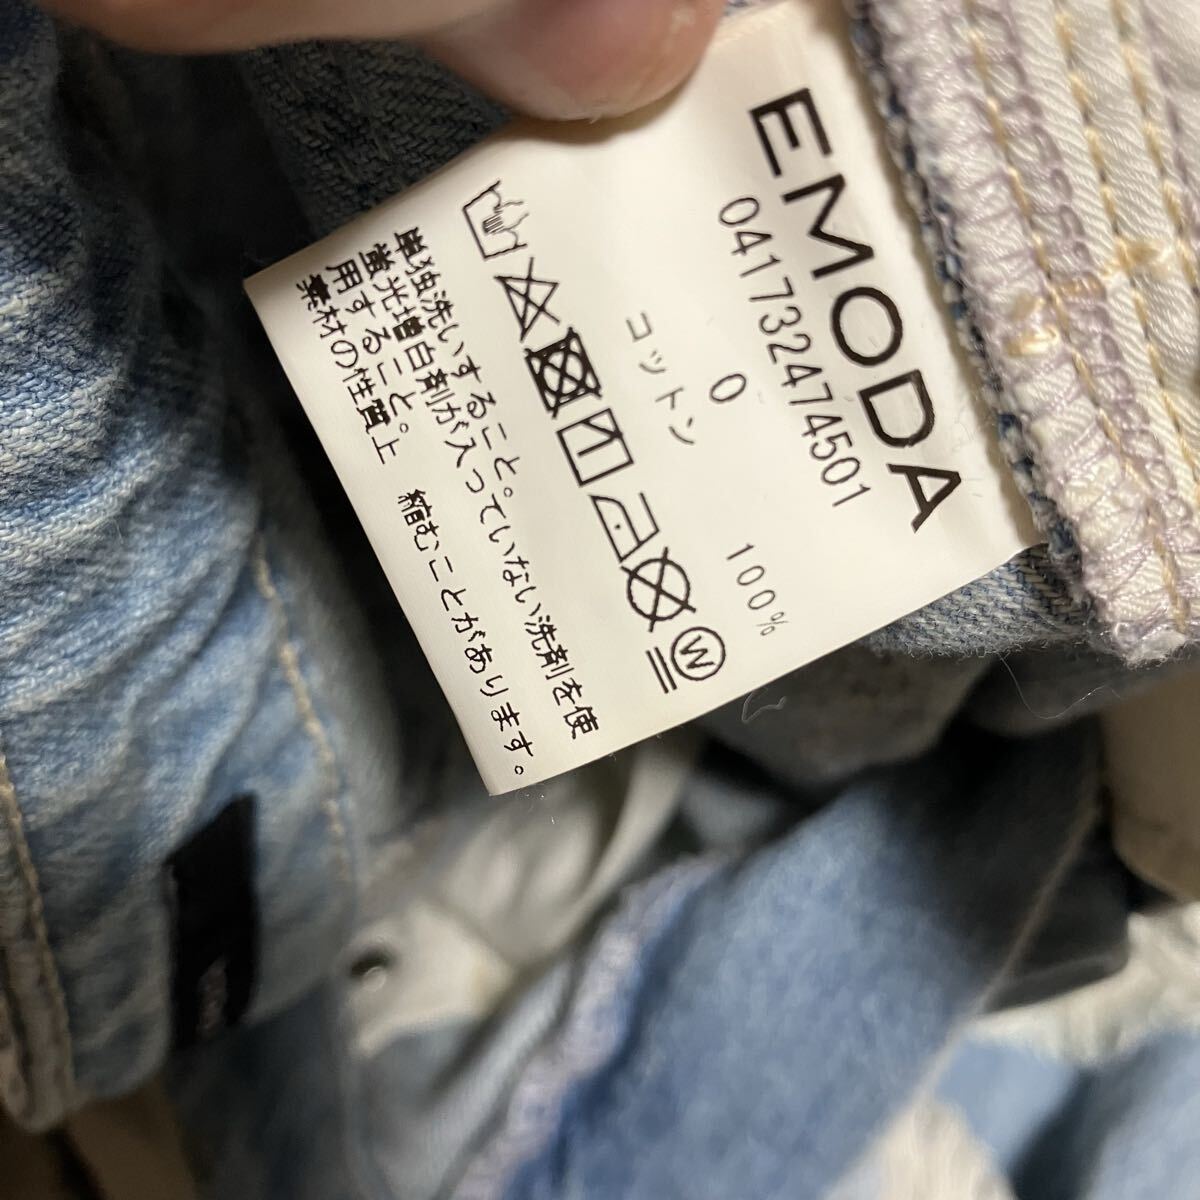 EMODA
041732474501
0
コットン 100%
W
単独洗いすること。
蛍光増白剤が入っていない洗剤を使
用すること。
素材の性質上 縮むことがあります。